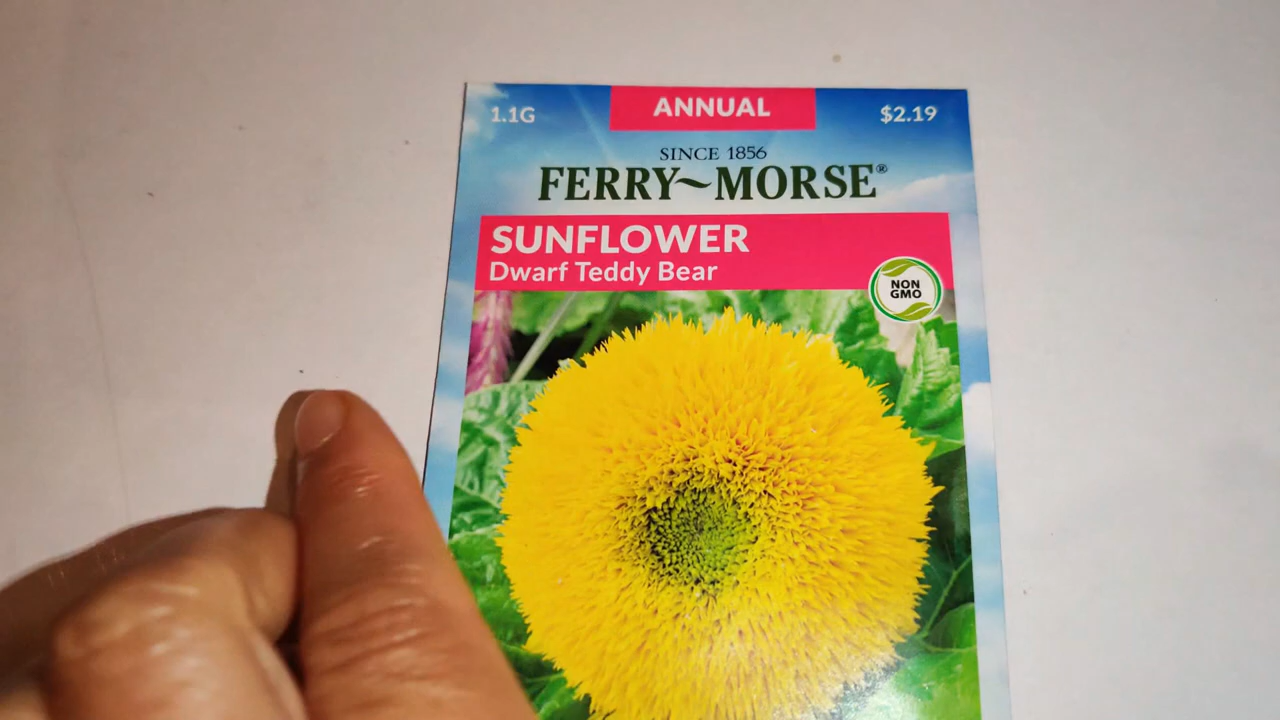 1.1G
ANNUAL
$2.19
SINCE 1856
FERRY~MORSE®
SUNFLOWER
Dwarf Teddy Bear
NON
GMO